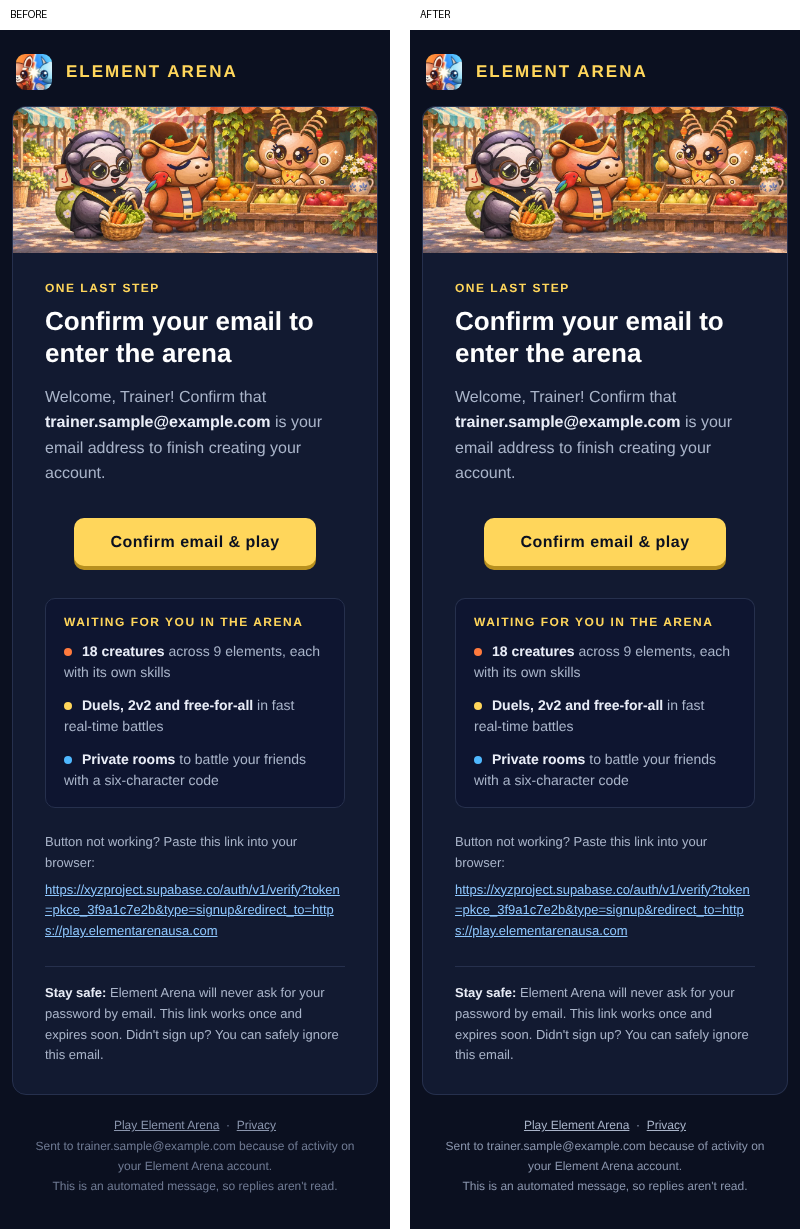 BEFORE
ELEMENT ARENA
ONE LAST STEP
Confirm your email to
enter the arena
Welcome, Trainer! Confirm that
trainer.sample@example.com is your
email address to finish creating your
account.
Confirm email & play
WAITING FOR YOU IN THE ARENA
18 creatures across 9 elements, each
with its own skills
Duels, 2v2 and free-for-all in fast
real-time battles
Private rooms to battle your friends
with a six-character code
Button not working? Paste this link into your
browser:
https://xyzproject.supabase.co/auth/v1/verify?token
=pkce_3f9a1c7e2b&type=signup&redirect_to=http
s://play.elementarenausa.com
Stay safe: Element Arena will never ask for your
password by email. This link works once and
expires soon. Didn't sign up? You can safely ignore
this email.
Play Element Arena · Privacy
Sent to trainer.sample@example.com because of activity on
your Element Arena account.
This is an automated message, so replies aren't read.
AFTER
ELEMENT ARENA
ONE LAST STEP
Confirm your email to
enter the arena
Welcome, Trainer! Confirm that
trainer.sample@example.com is your
email address to finish creating your
account.
Confirm email & play
WAITING FOR YOU IN THE ARENA
18 creatures across 9 elements, each
with its own skills
Duels, 2v2 and free-for-all in fast
real-time battles
Private rooms to battle your friends
with a six-character code
Button not working? Paste this link into your
browser:
https://xyzproject.supabase.co/auth/v1/verify?token
=pkce_3f9a1c7e2b&type=signup&redirect_to=http
s://play.elementarenausa.com
Stay safe: Element Arena will never ask for your
password by email. This link works once and
expires soon. Didn't sign up? You can safely ignore
this email.
Play Element Arena · Privacy
Sent to trainer.sample@example.com because of activity on
your Element Arena account.
This is an automated message, so replies aren't read.